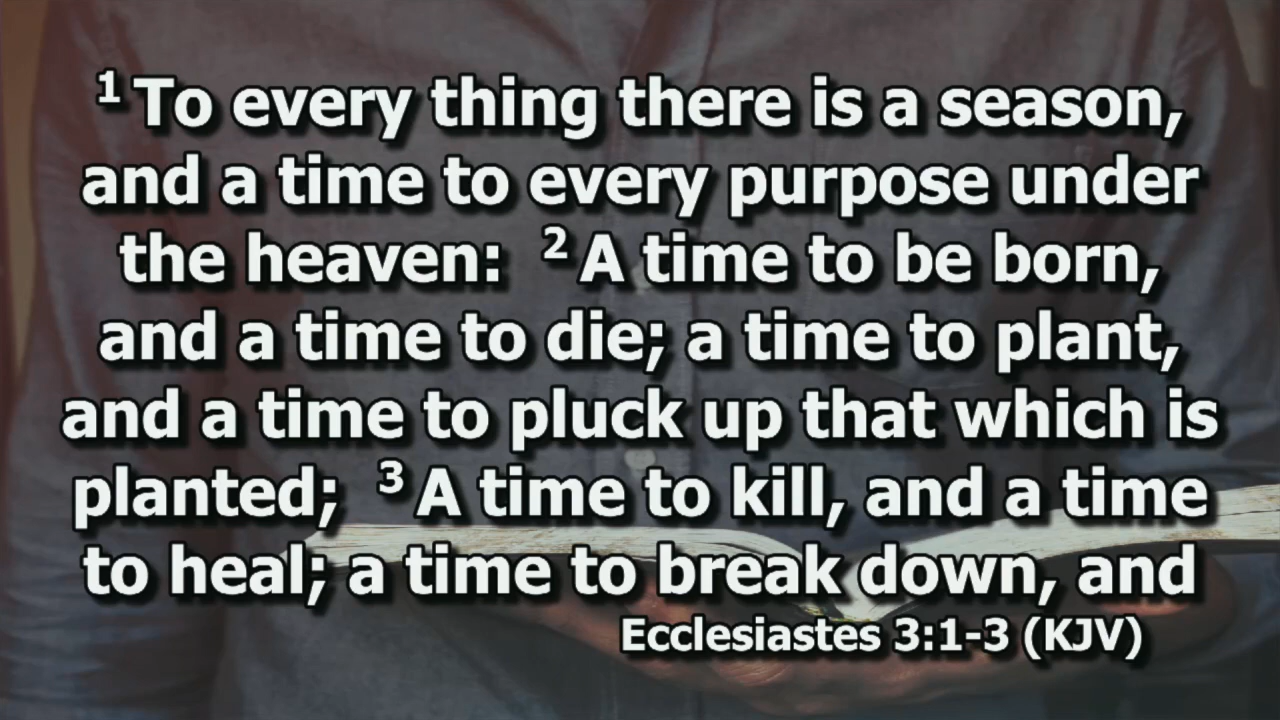 1 To every thing there is a season,
and a time to every purpose under
the heaven: 2 A time to be born,
and a time to die; a time to plant,
and a time to pluck up that which is
planted; 3 A time to kill, and a time
to heal; a time to break down, and
Ecclesiastes 3:1-3 (KJV)